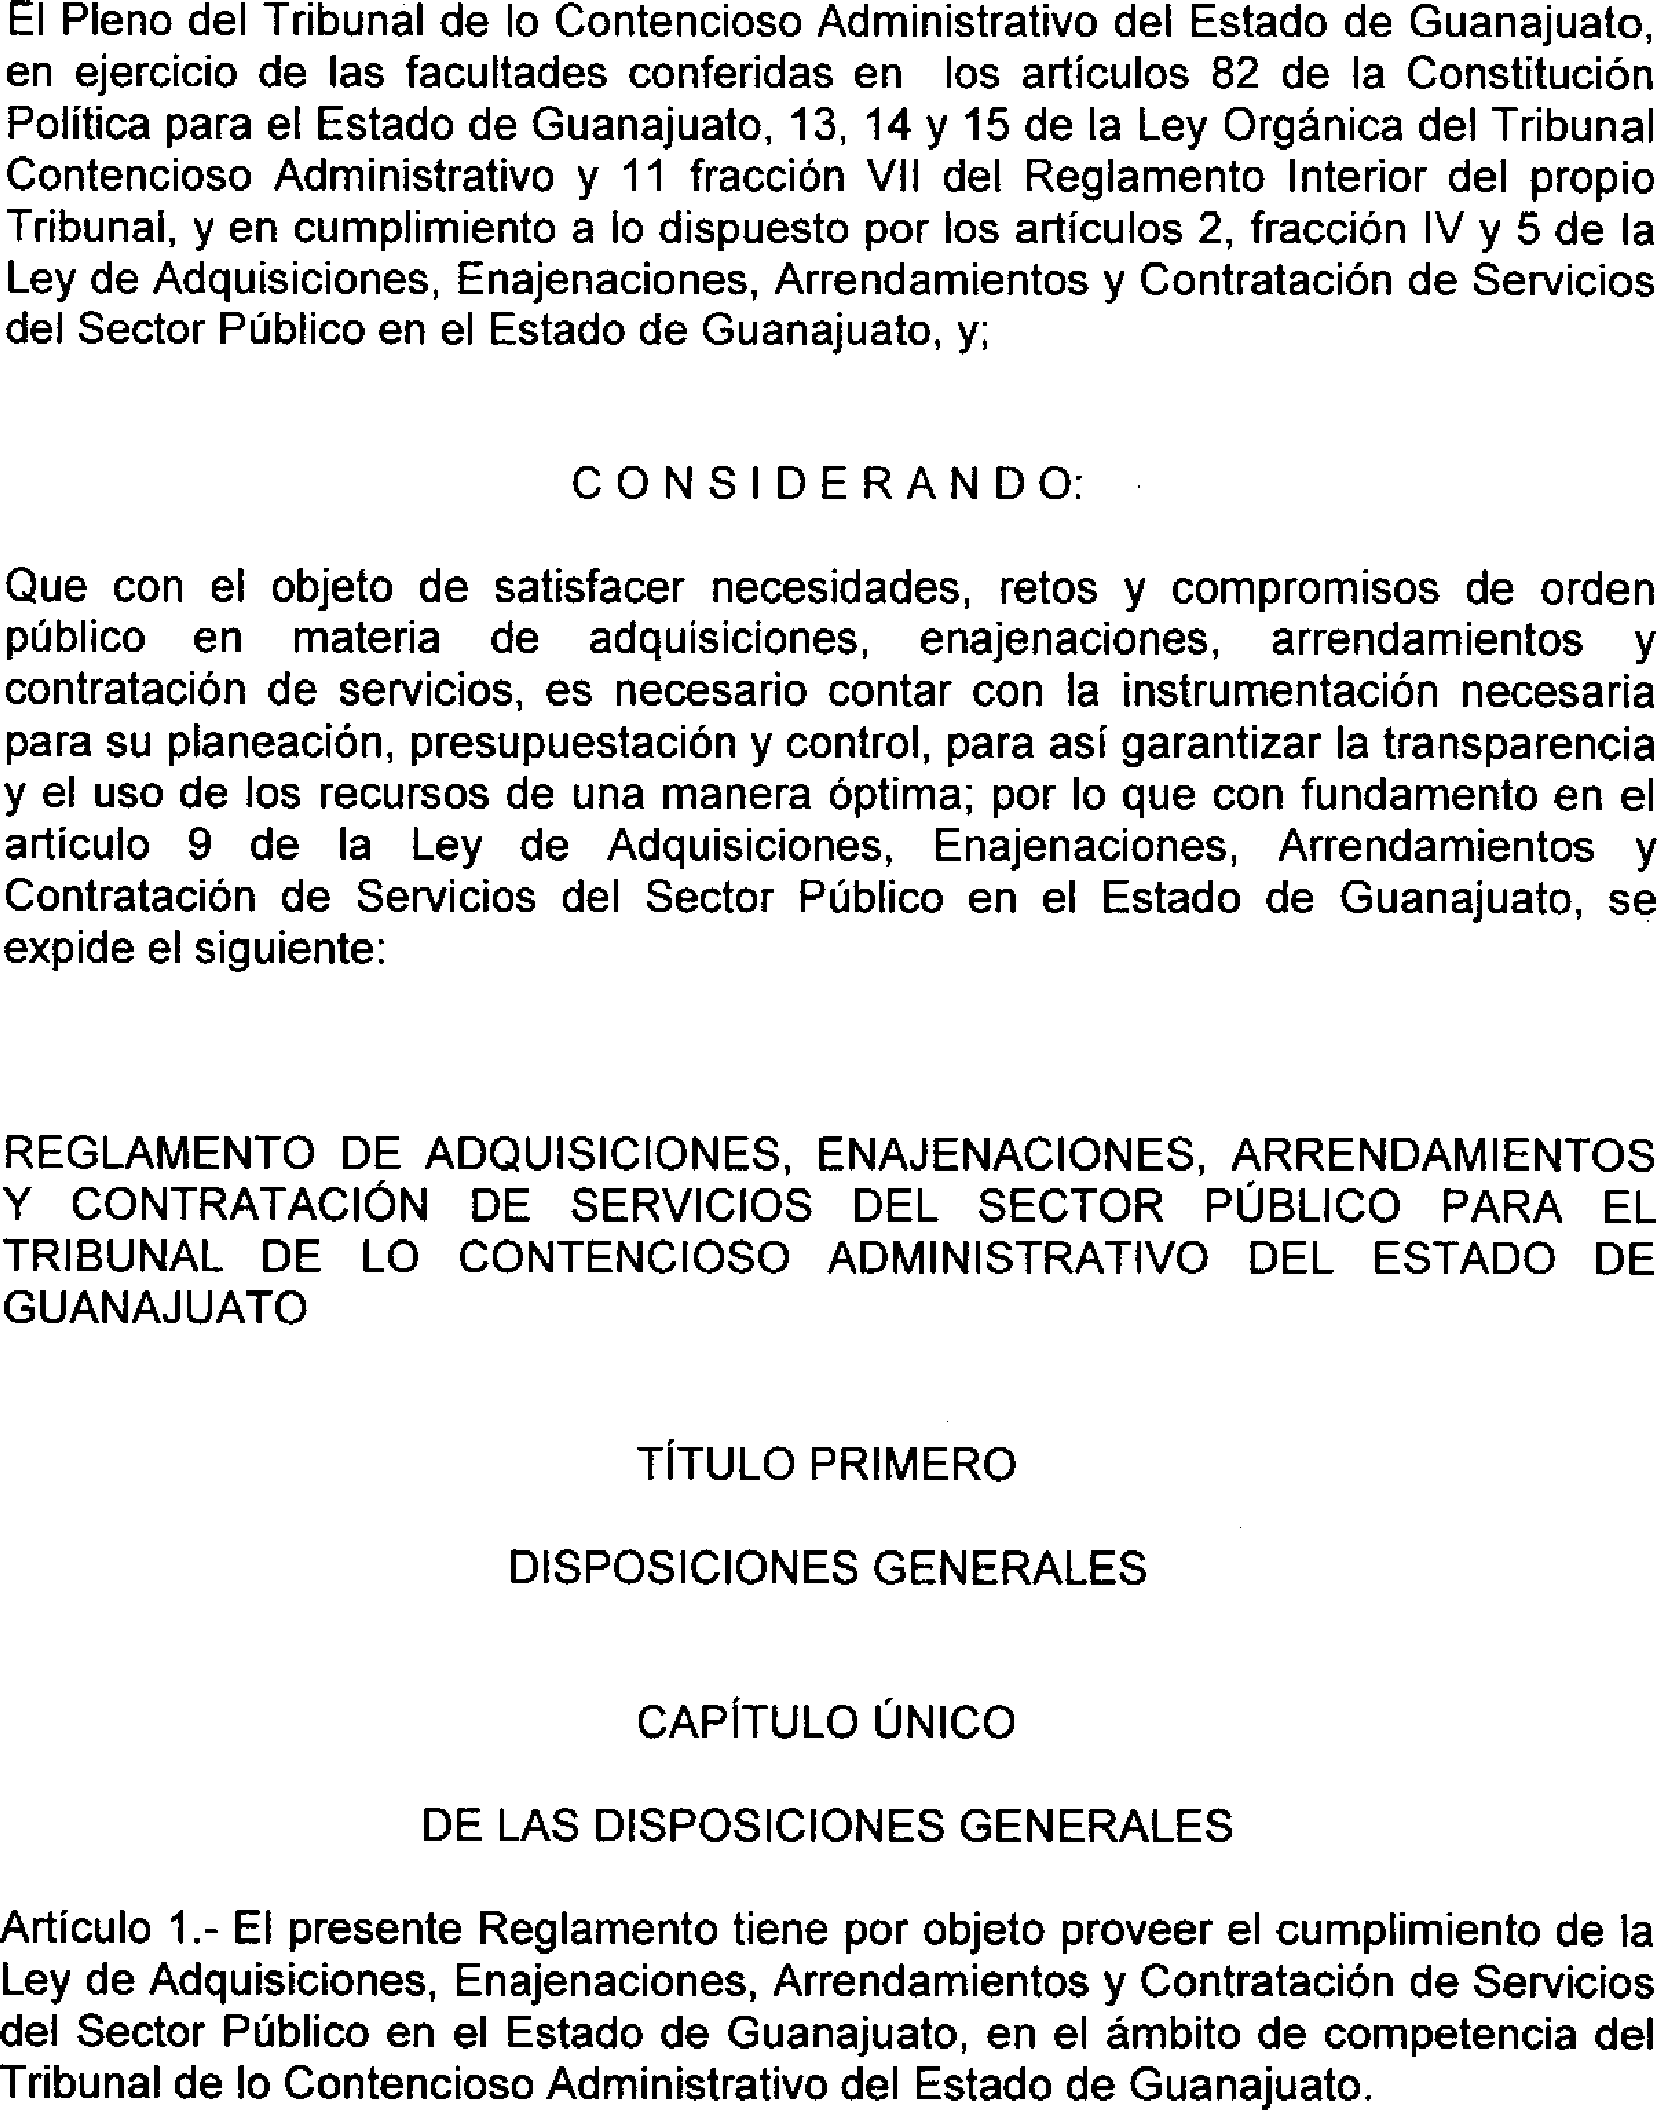 El Pleno del Tribunal de lo Contencioso Administrativo del Estado de Guanajuato,
en ejercicio de las facultades conferidas en los artículos 82 de la Constitución
Política para el Estado de Guanajuato, 13, 14 y 15 de la Ley Orgánica del Tribunal
Contencioso Administrativo y 11 fracción VII del Reglamento Interior del propio
Tribunal, y en cumplimiento a lo dispuesto por los artículos 2, fracción IV y 5 de la
Ley de Adquisiciones, Enajenaciones, Arrendamientos y Contratación de Servicios
del Sector Público en el Estado de Guanajuato, y;
C O N S I D E R A N D O:
Que con el objeto de satisfacer necesidades, retos y compromisos de orden
público en materia de adquisiciones, enajenaciones, arrendamientos y
contratación de servicios, es necesario contar con la instrumentación necesaria
para su planeación, presupuestación y control, para así garantizar la transparencia
y el uso de los recursos de una manera óptima; por lo que con fundamento en el
artículo 9 de la Ley de Adquisiciones, Enajenaciones, Arrendamientos y
Contratación de Servicios del Sector Público en el Estado de Guanajuato, se
expide el siguiente:
REGLAMENTO DE ADQUISICIONES, ENAJENACIONES, ARRENDAMIENTOS
Y CONTRATACIÓN DE SERVICIOS DEL SECTOR PÚBLICO PARA EL
TRIBUNAL DE LO CONTENCIOSO ADMINISTRATIVO DEL ESTADO DE
GUANAJUATO
TÍTULO PRIMERO
DISPOSICIONES GENERALES
CAPÍTULO ÚNICO
DE LAS DISPOSICIONES GENERALES
Artículo 1.- El presente Reglamento tiene por objeto proveer el cumplimiento de la
Ley de Adquisiciones, Enajenaciones, Arrendamientos y Contratación de Servicios
del Sector Público en el Estado de Guanajuato, en el ámbito de competencia del
Tribunal de lo Contencioso Administrativo del Estado de Guanajuato.